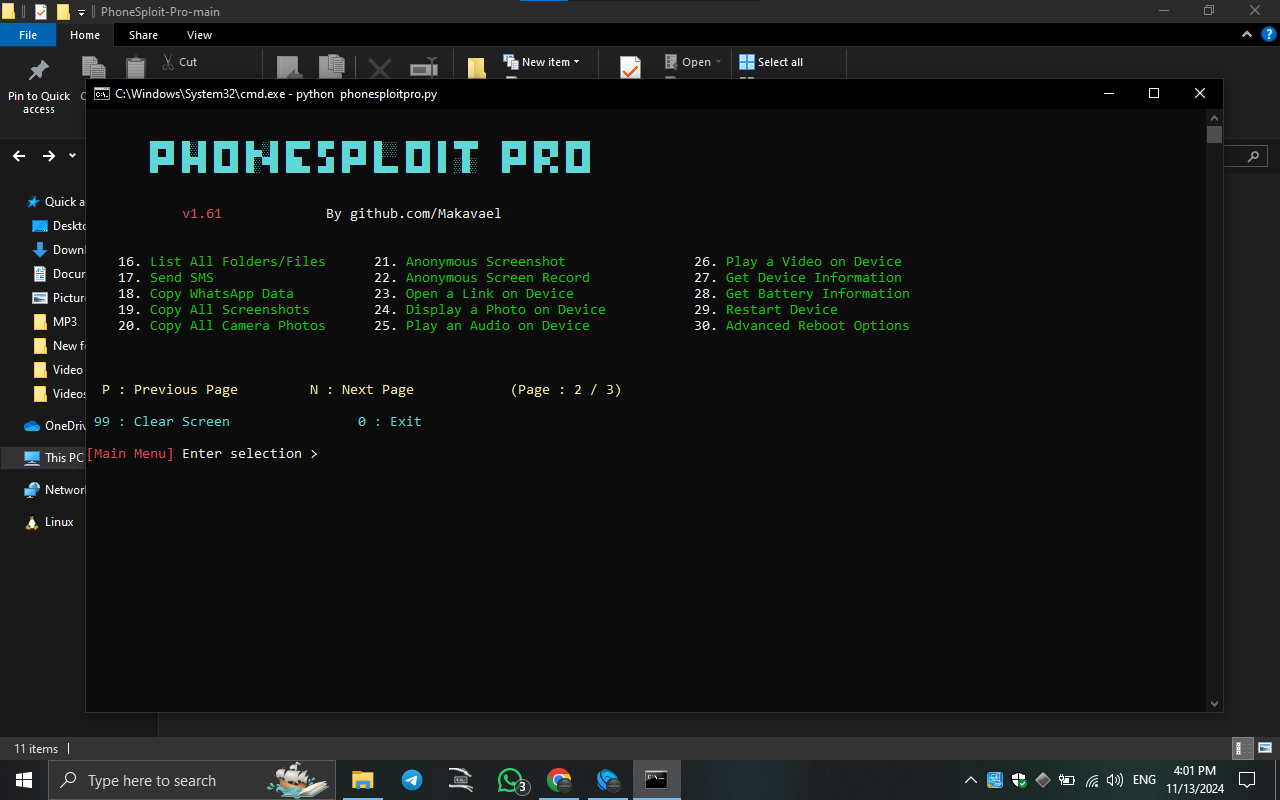 PhoneSploit-Pro-main
File Home Share View
Pin to Quick access
Cut
New item
Open
Select all
C:\Windows\System32\cmd.exe - python phonesploitpro.py
PHONESPLOIT PRO
v1.61 By github.com/Makavael
16. List All Folders/Files 21. Anonymous Screenshot 26. Play a Video on Device
17. Send SMS 22. Anonymous Screen Record 27. Get Device Information
18. Copy WhatsApp Data 23. Open a Link on Device 28. Get Battery Information
19. Copy All Screenshots 24. Display a Photo on Device 29. Restart Device
20. Copy All Camera Photos 25. Play an Audio on Device 30. Advanced Reboot Options
P : Previous Page N : Next Page (Page : 2 / 3)
99 : Clear Screen 0 : Exit
[Main Menu] Enter selection >
Quick a
Deskto
Downl
Docur
Picture
MP3
New f
Video
Videos
OneDriv
This PC
Networ
Linux
11 items
Type here to search
3
ENG
4:01 PM
11/13/2024